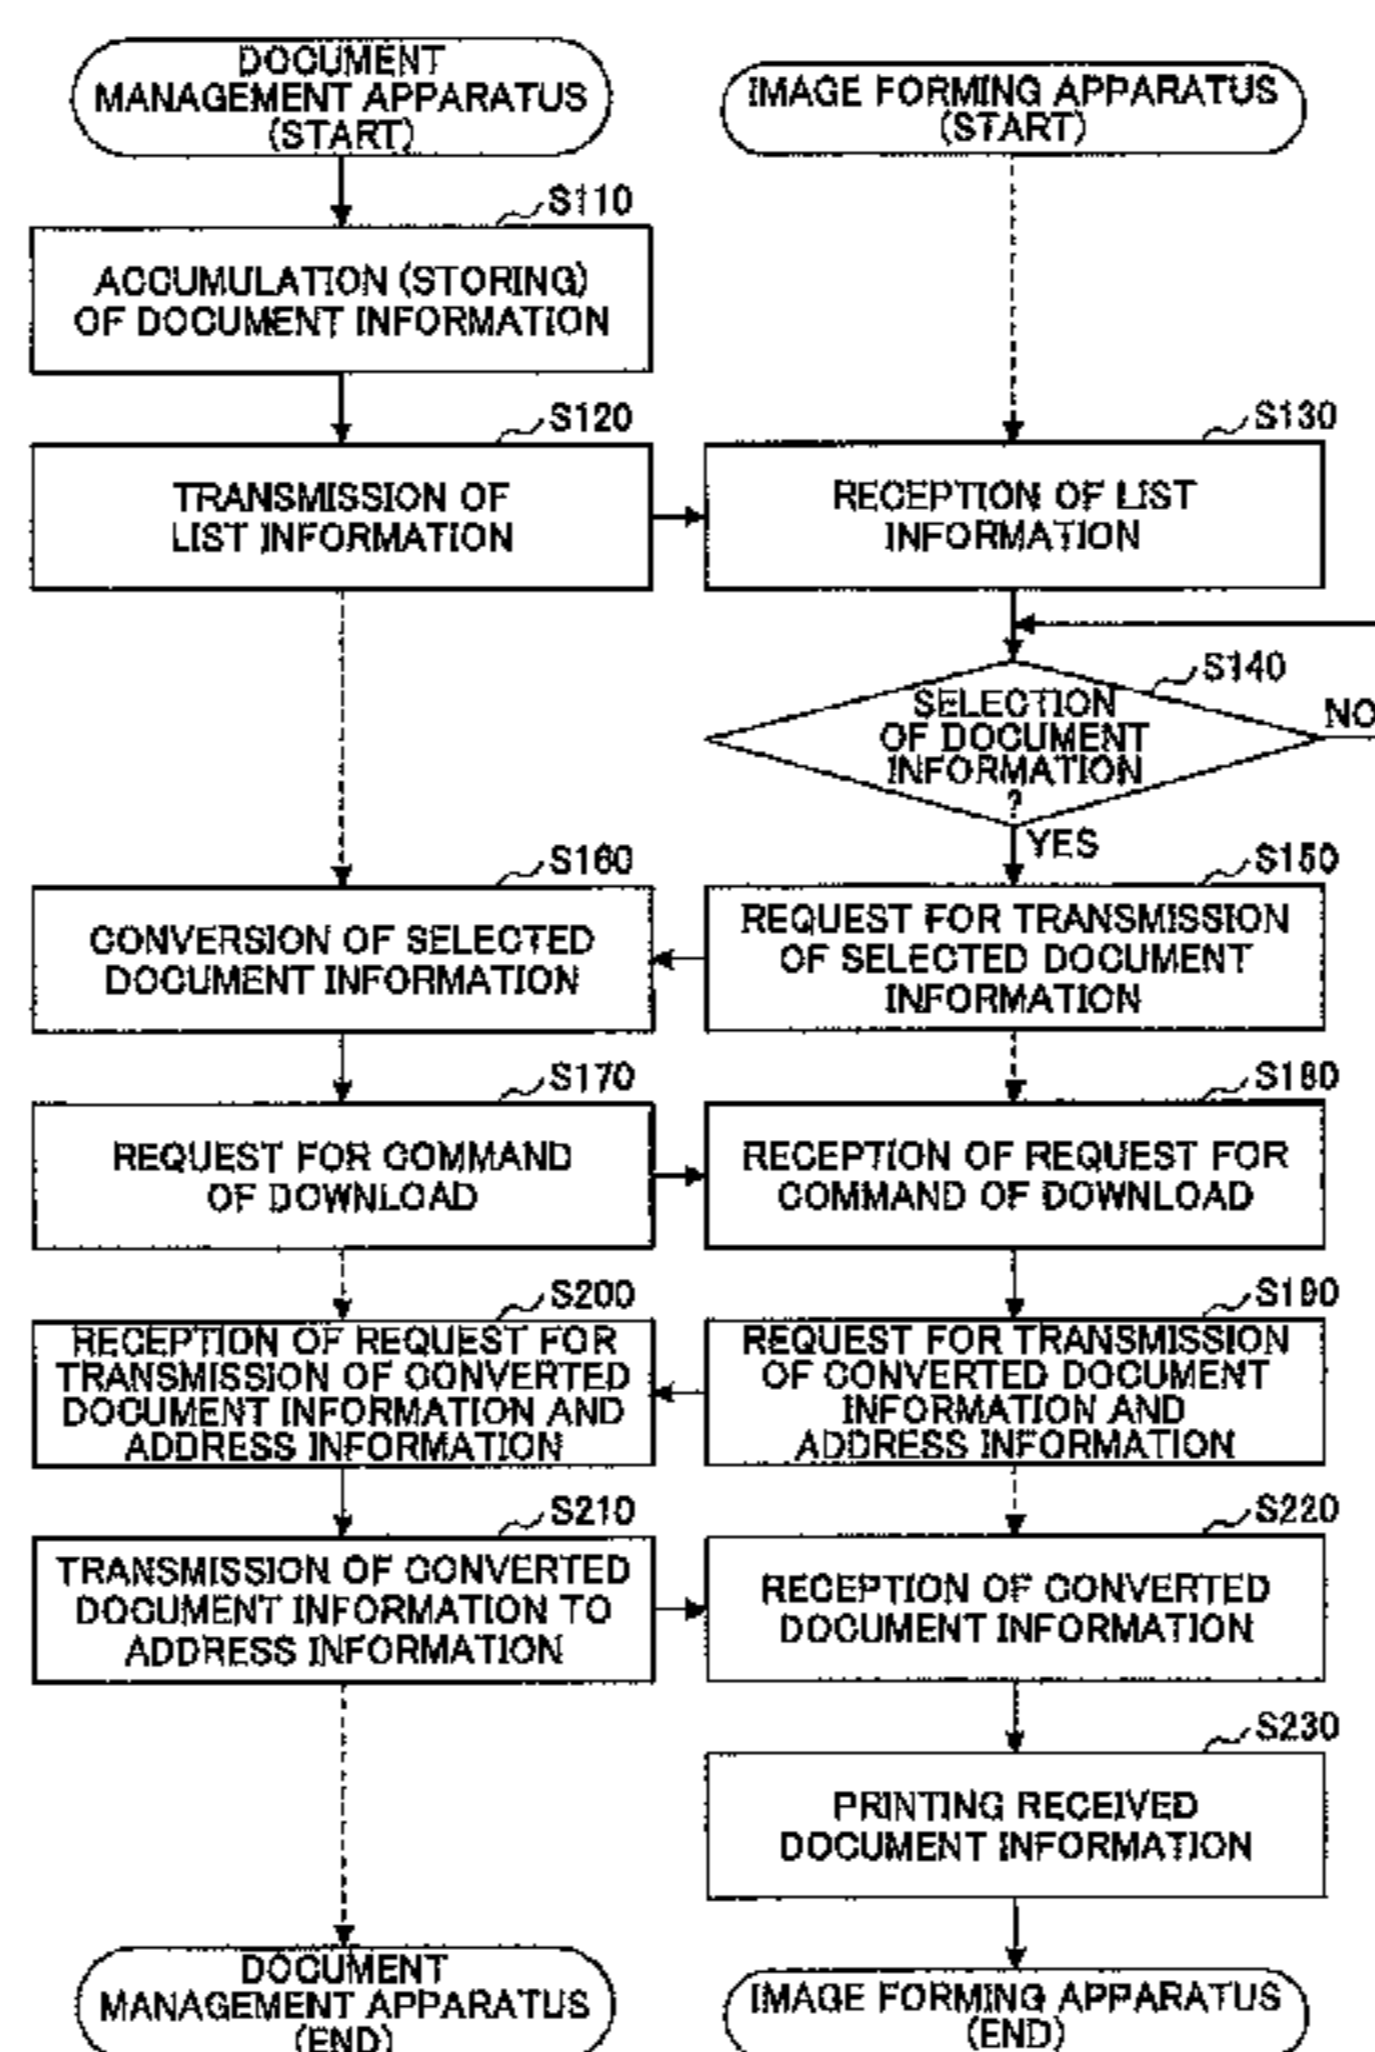 DOCUMENT
MANAGEMENT APPARATUS
(START)
IMAGE FORMING APPARATUS
(START)
S110
ACCUMULATION (STORING)
OF DOCUMENT INFORMATION
S120
TRANSMISSION OF
LIST INFORMATION
S130
RECEPTION OF LIST
INFORMATION
S140
SELECTION
OF DOCUMENT
INFORMATION
?
NO
YES
S160
CONVERSION OF SELECTED
DOCUMENT INFORMATION
S150
REQUEST FOR TRANSMISSION
OF SELECTED DOCUMENT
INFORMATION
S170
REQUEST FOR COMMAND
OF DOWNLOAD
S180
RECEPTION OF REQUEST FOR
COMMAND OF DOWNLOAD
S200
RECEPTION OF REQUEST FOR
TRANSMISSION OF CONVERTED
DOCUMENT INFORMATION AND
ADDRESS INFORMATION
S190
REQUEST FOR TRANSMISSION
OF CONVERTED DOCUMENT
INFORMATION AND
ADDRESS INFORMATION
S210
TRANSMISSION OF CONVERTED
DOCUMENT INFORMATION TO
ADDRESS INFORMATION
S220
RECEPTION OF CONVERTED
DOCUMENT INFORMATION
S230
PRINTING RECEIVED
DOCUMENT INFORMATION
DOCUMENT
MANAGEMENT APPARATUS
(END)
IMAGE FORMING APPARATUS
(END)